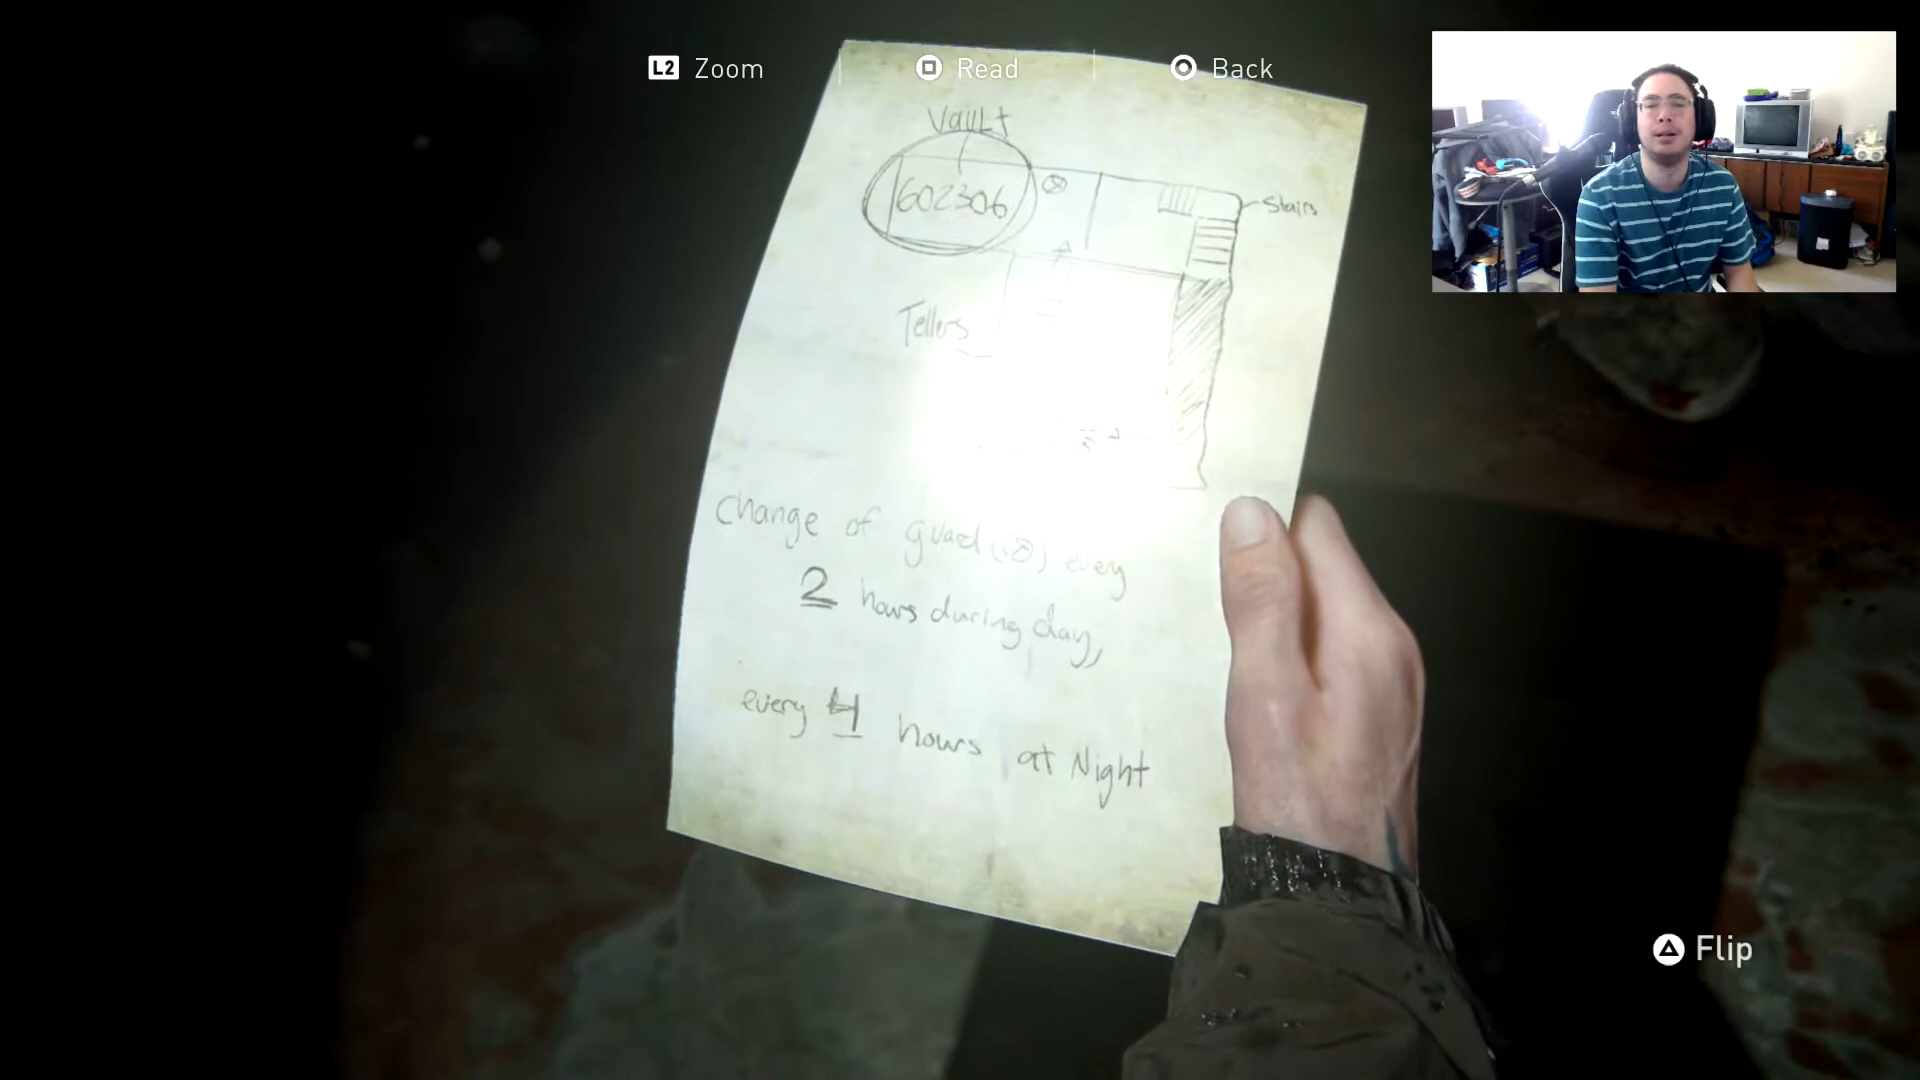 L2 Zoom
Read
Back
Vault
602306
Stairs
Tellers
Change of guard (⊗) every
2 hours during day,
every 4 hours at Night
Flip